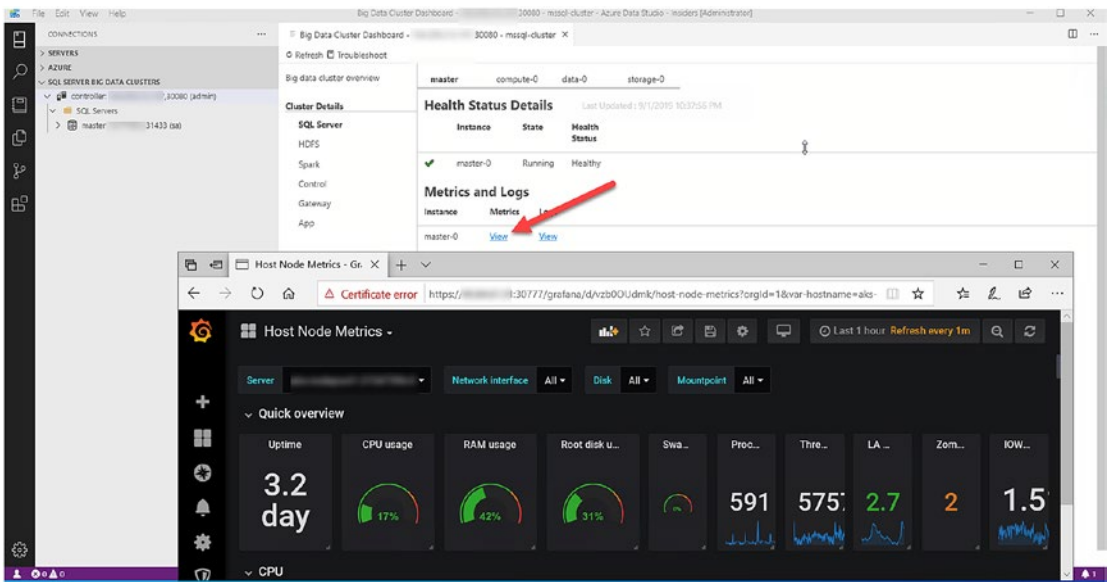 File Edit View Help
Big Data Cluster Dashboard - 30080 - mssql-cluster - Azure Data Studio - Insiders [Administrator]
CONNECTIONS
Big Data Cluster Dashboard - 30080 - mssql-cluster
SERVERS
AZURE
SQL SERVER BIG DATA CLUSTERS
controller: ,30080 (admin)
SQL Servers
master ,31433 (sa)
Refresh Troubleshoot
Big data cluster overview
Cluster Details
SQL Server
HDFS
Spark
Control
Gateway
App
master compute-0 data-0 storage-0
Health Status Details Last Updated : 9/1/2019 10:37:56 PM
Instance State Health Status
master-0 Running Healthy
Metrics and Logs
Instance Metrics
master-0 View View
Host Node Metrics - Gr
Certificate error https:// :30777/grafana/d/vzb0OUdmk/host-node-metrics?orgId=1&var-hostname=aks-
Host Node Metrics
Last 1 hour Refresh every 1m
Server Network interface All Disk All Mountpoint All
Quick overview
Uptime CPU usage RAM usage Root disk u... Swa... Proc... Thre... LA ... Zom... IOW...
3.2 day 17% 42% 31% 591 575 2.7 2 1.5
CPU
0 0
1